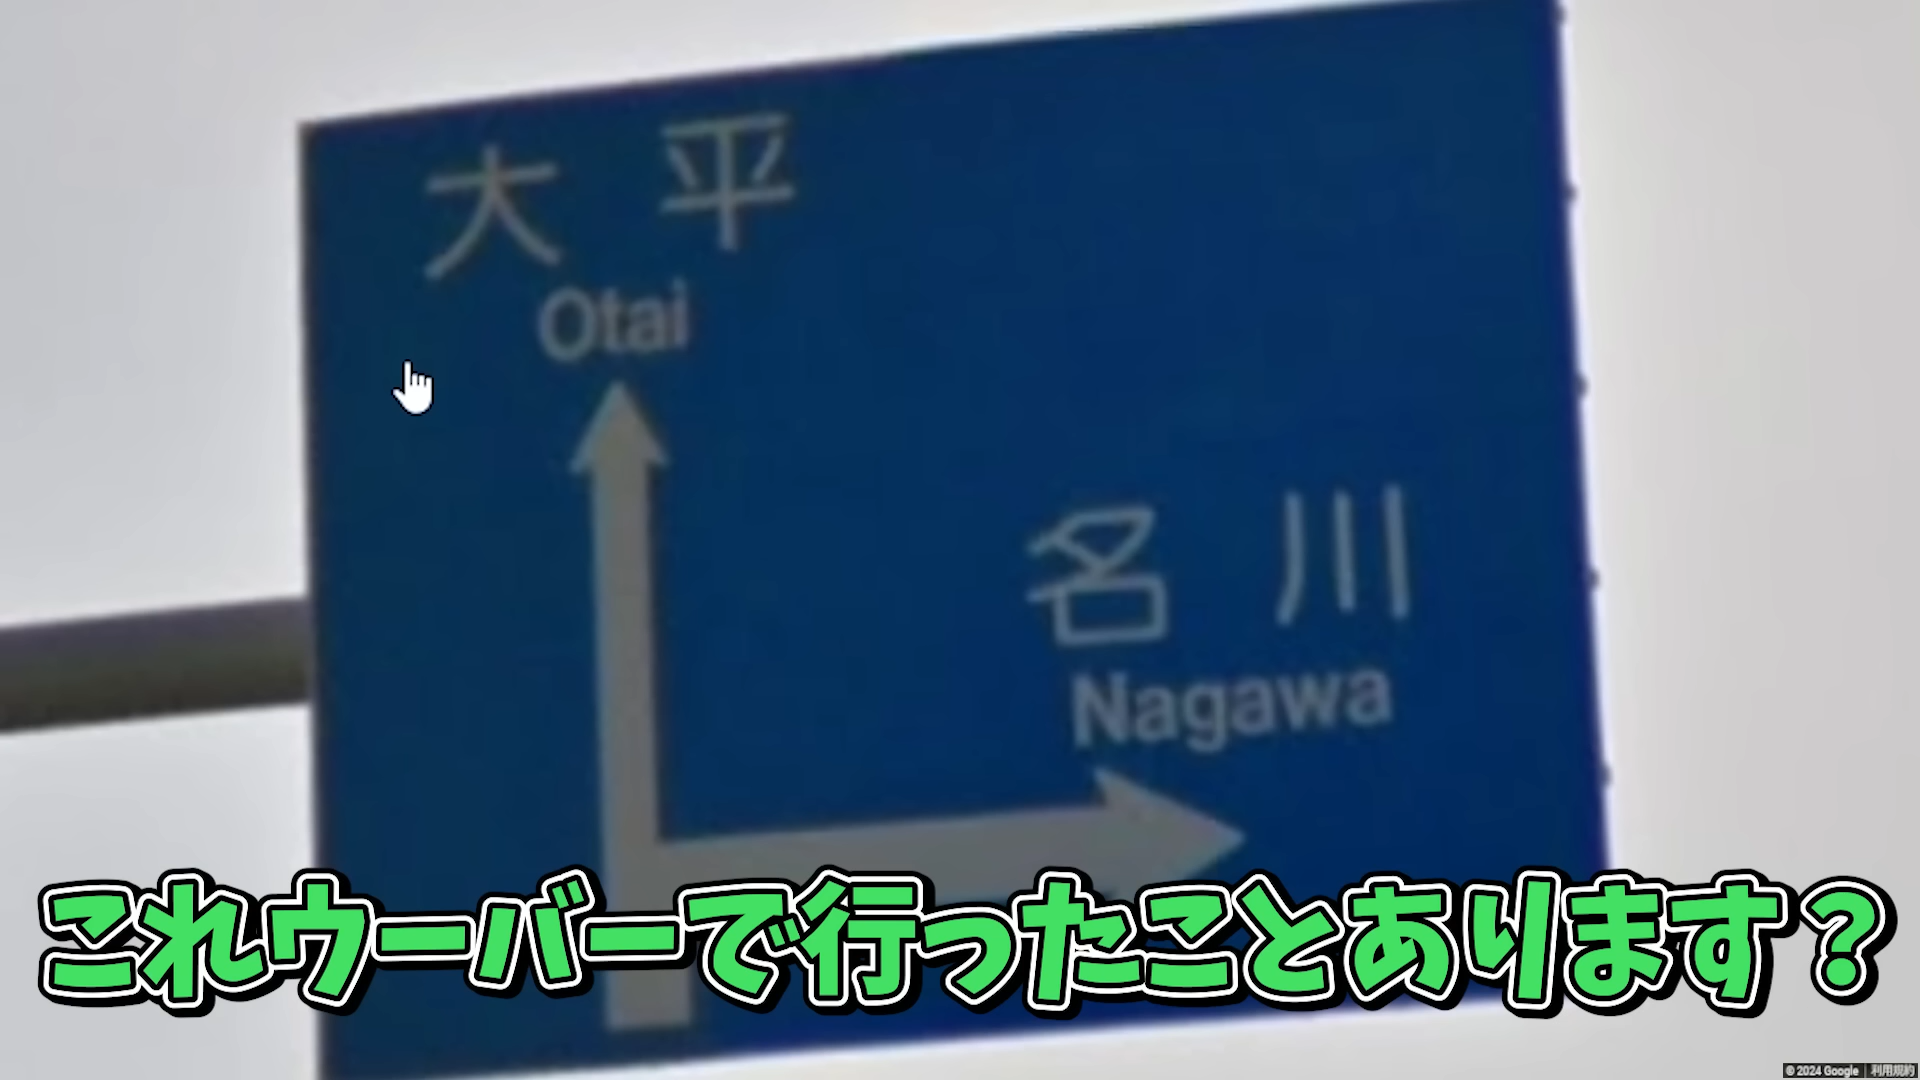 大平
Otai
名川
Nagawa
これウーバーで行ったことあります？
© 2024 Google
利用規約